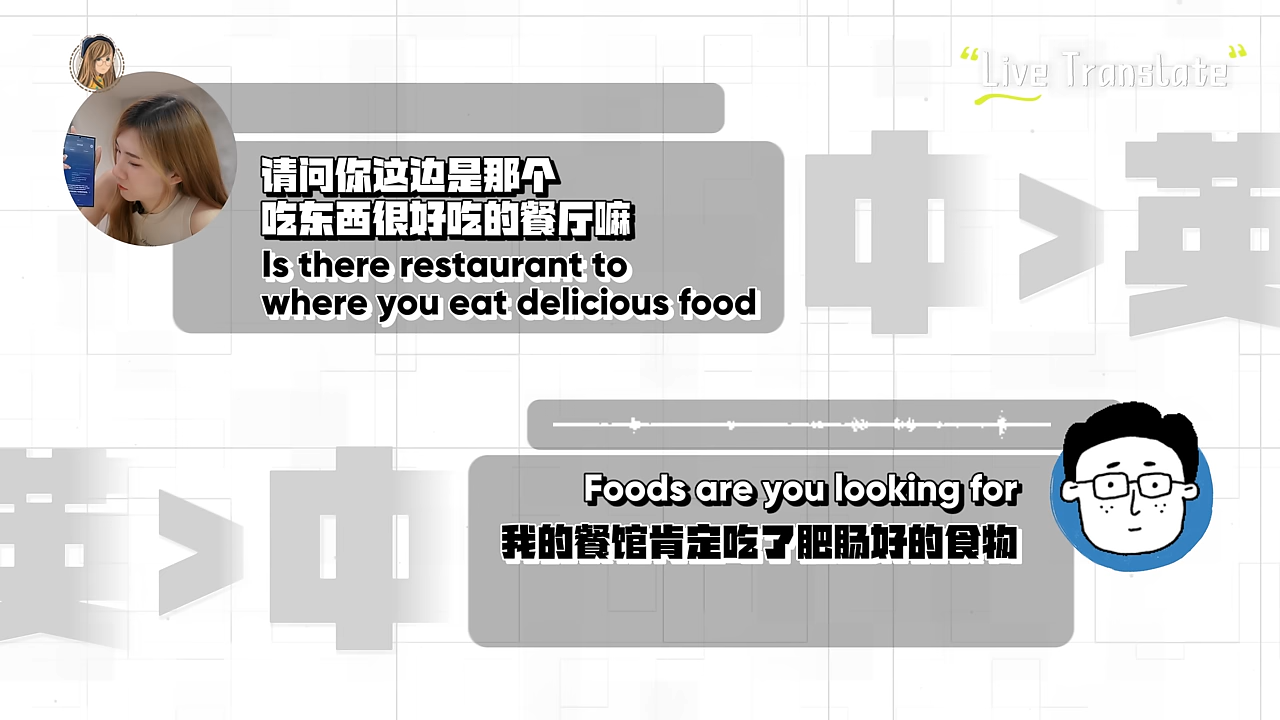 “Live Translate”
请问你这边是那个
吃东西很好吃的餐厅嘛
Is there restaurant to
where you eat delicious food
中>英
Foods are you looking for
我的餐馆肯定吃了肥肠好的食物
英>中